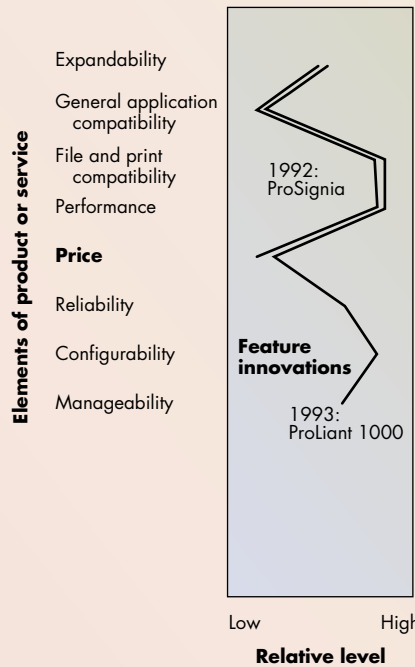 Elements of product or service
Expandability
General application
compatibility
File and print
compatibility
Performance
Price
Reliability
Configurability
Manageability
1992:
ProSignia
Feature
innovations
1993:
ProLiant 1000
Low
High
Relative level